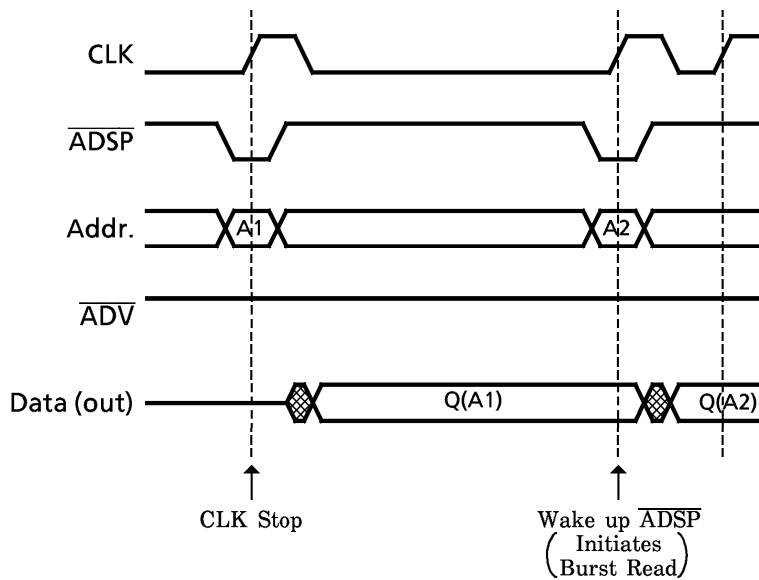 CLK
ADSP
Addr.
A1
A2
ADV
Data (out)
Q(A1)
Q(A2)
CLK Stop
Wake up ADSP
( Initiates
Burst Read )